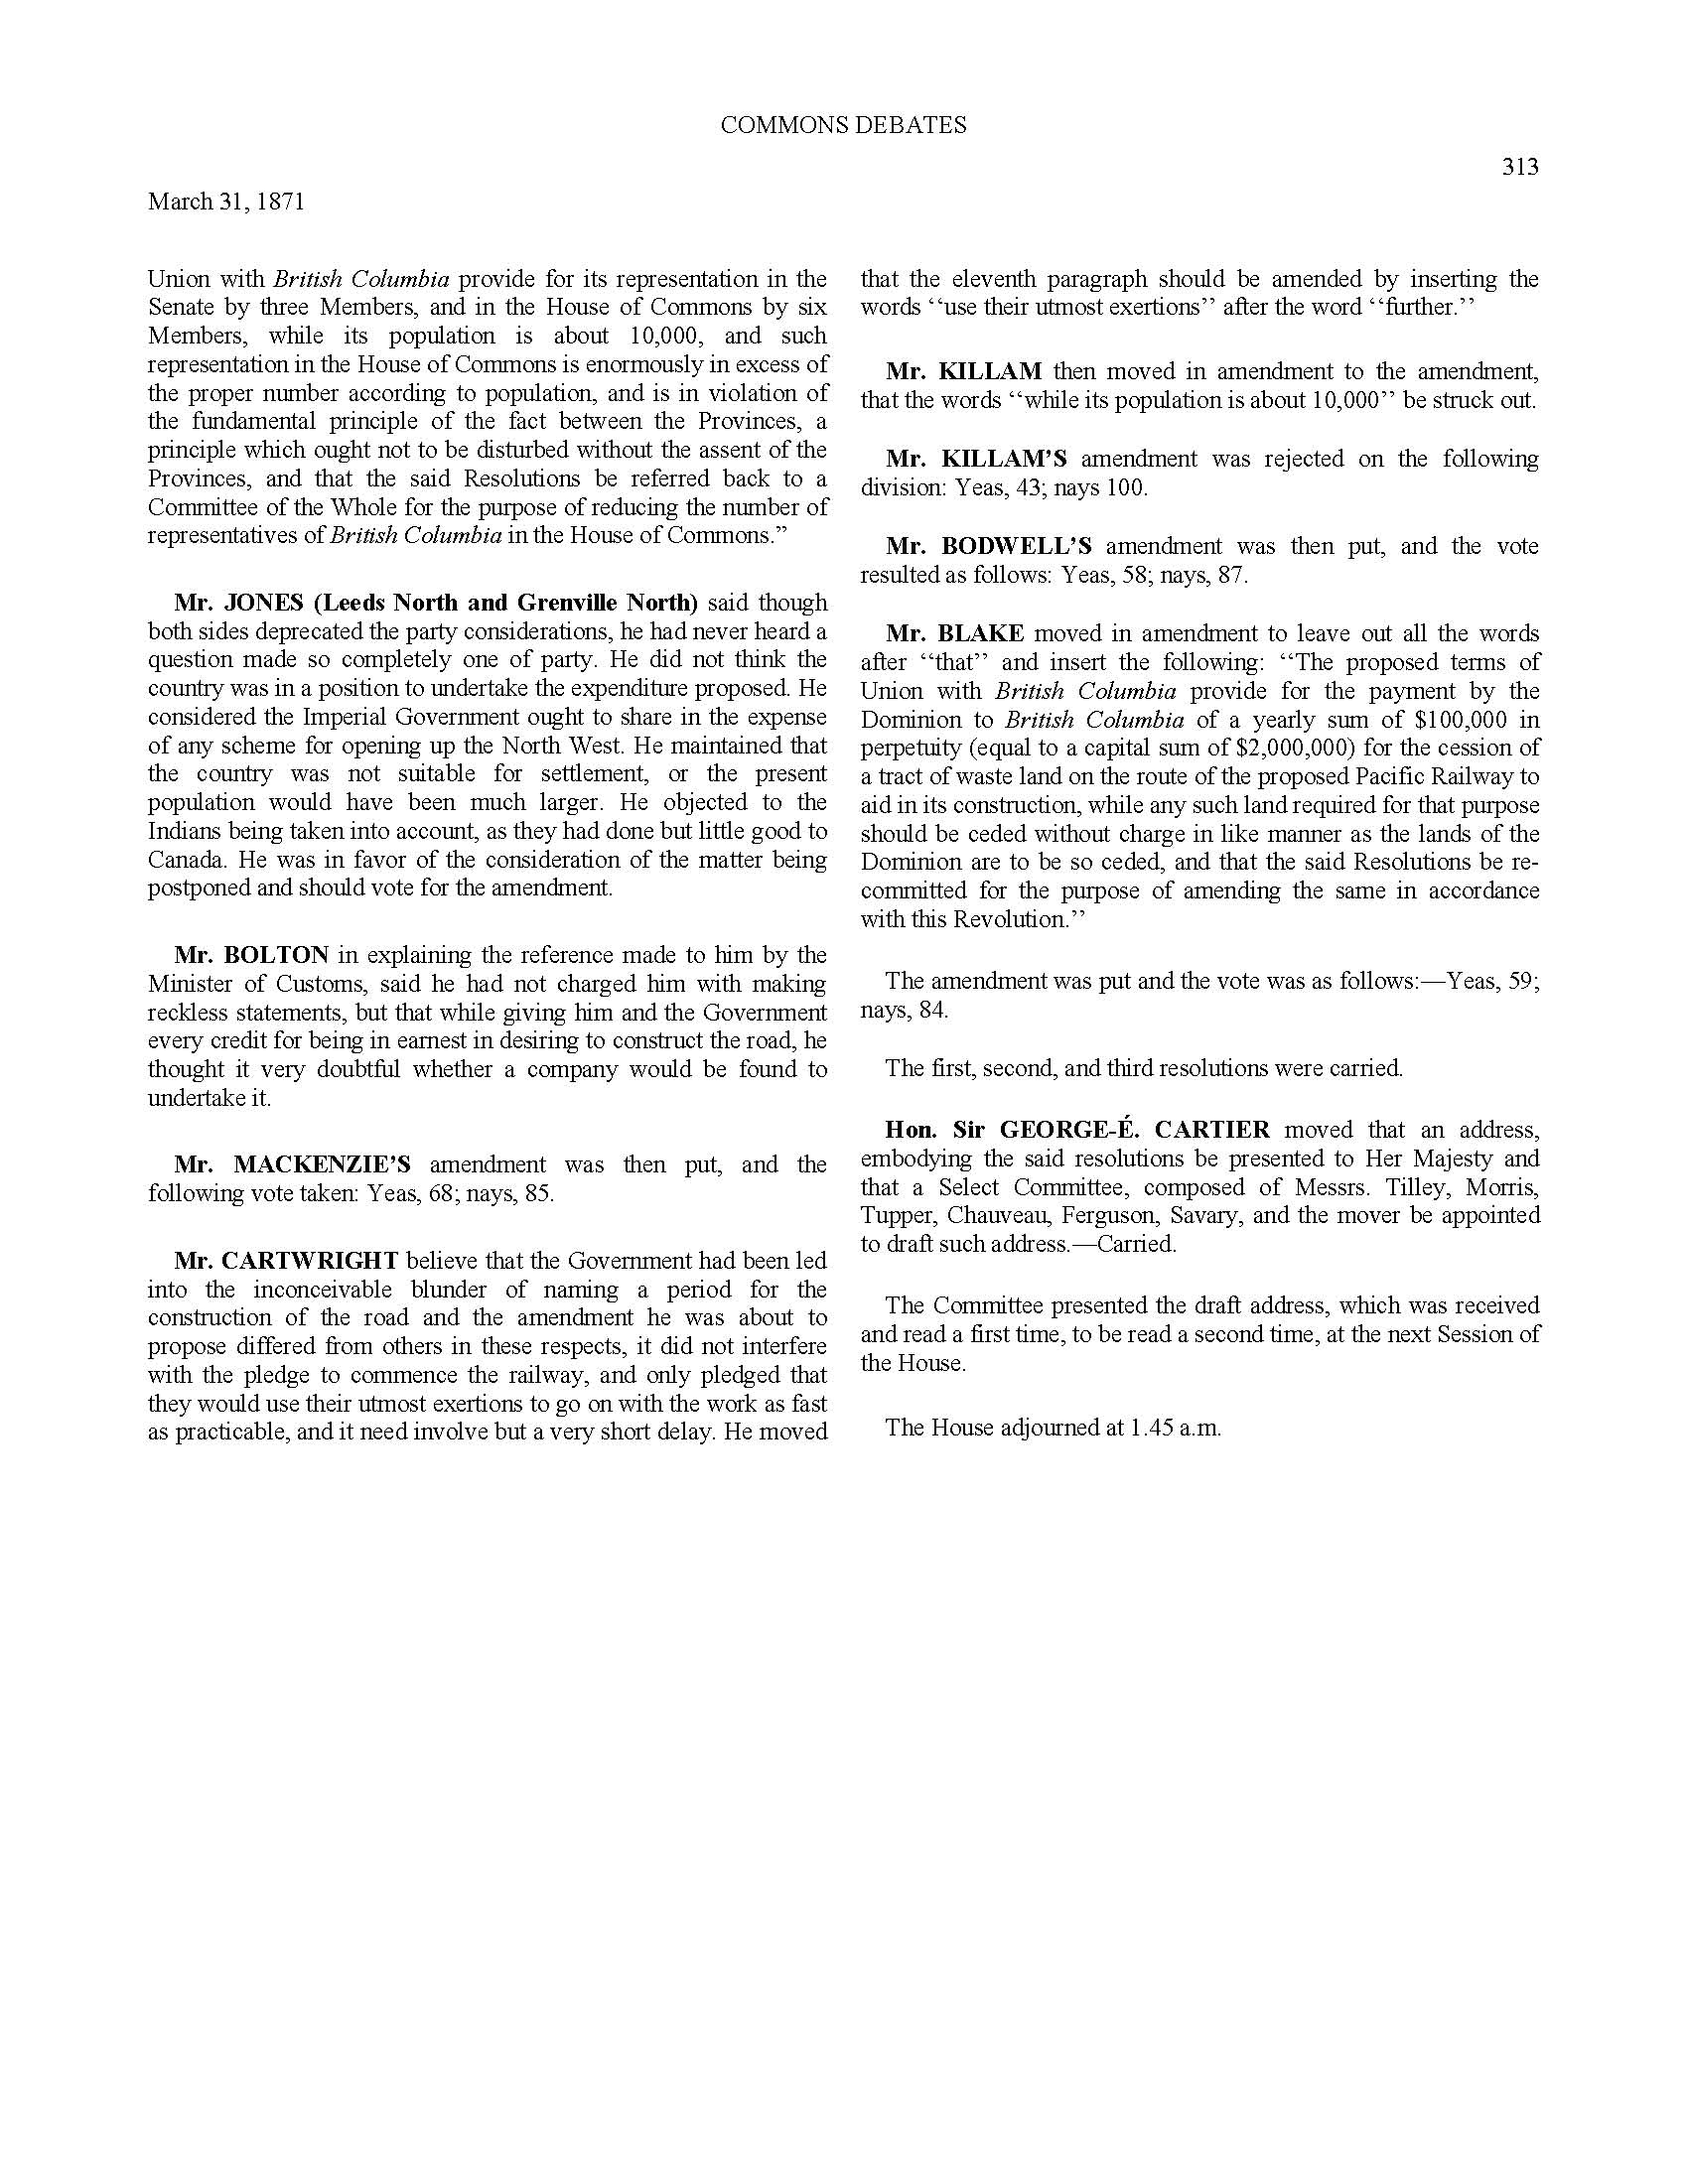 COMMONS DEBATES
313
March 31, 1871
Union with British Columbia provide for its representation in the
Senate by three Members, and in the House of Commons by six
Members, while its population is about 10,000, and such
representation in the House of Commons is enormously in excess of
the proper number according to population, and is in violation of
the fundamental principle of the fact between the Provinces, a
principle which ought not to be disturbed without the assent of the
Provinces, and that the said Resolutions be referred back to a
Committee of the Whole for the purpose of reducing the number of
representatives of British Columbia in the House of Commons.”
Mr. JONES (Leeds North and Grenville North) said though
both sides deprecated the party considerations, he had never heard a
question made so completely one of party. He did not think the
country was in a position to undertake the expenditure proposed. He
considered the Imperial Government ought to share in the expense
of any scheme for opening up the North West. He maintained that
the country was not suitable for settlement, or the present
population would have been much larger. He objected to the
Indians being taken into account, as they had done but little good to
Canada. He was in favor of the consideration of the matter being
postponed and should vote for the amendment.
Mr. BOLTON in explaining the reference made to him by the
Minister of Customs, said he had not charged him with making
reckless statements, but that while giving him and the Government
every credit for being in earnest in desiring to construct the road, he
thought it very doubtful whether a company would be found to
undertake it.
Mr. MACKENZIE’S amendment was then put, and the
following vote taken: Yeas, 68; nays, 85.
Mr. CARTWRIGHT believe that the Government had been led
into the inconceivable blunder of naming a period for the
construction of the road and the amendment he was about to
propose differed from others in these respects, it did not interfere
with the pledge to commence the railway, and only pledged that
they would use their utmost exertions to go on with the work as fast
as practicable, and it need involve but a very short delay. He moved
that the eleventh paragraph should be amended by inserting the
words ‘‘use their utmost exertions’’ after the word ‘‘further.’’
Mr. KILLAM then moved in amendment to the amendment,
that the words ‘‘while its population is about 10,000’’ be struck out.
Mr. KILLAM’S amendment was rejected on the following
division: Yeas, 43; nays 100.
Mr. BODWELL’S amendment was then put, and the vote
resulted as follows: Yeas, 58; nays, 87.
Mr. BLAKE moved in amendment to leave out all the words
after ‘‘that’’ and insert the following: ‘‘The proposed terms of
Union with British Columbia provide for the payment by the
Dominion to British Columbia of a yearly sum of $100,000 in
perpetuity (equal to a capital sum of $2,000,000) for the cession of
a tract of waste land on the route of the proposed Pacific Railway to
aid in its construction, while any such land required for that purpose
should be ceded without charge in like manner as the lands of the
Dominion are to be so ceded, and that the said Resolutions be re-
committed for the purpose of amending the same in accordance
with this Revolution.’’
The amendment was put and the vote was as follows:—Yeas, 59;
nays, 84.
The first, second, and third resolutions were carried.
Hon. Sir GEORGE-É. CARTIER moved that an address,
embodying the said resolutions be presented to Her Majesty and
that a Select Committee, composed of Messrs. Tilley, Morris,
Tupper, Chauveau, Ferguson, Savary, and the mover be appointed
to draft such address.—Carried.
The Committee presented the draft address, which was received
and read a first time, to be read a second time, at the next Session of
the House.
The House adjourned at 1.45 a.m.